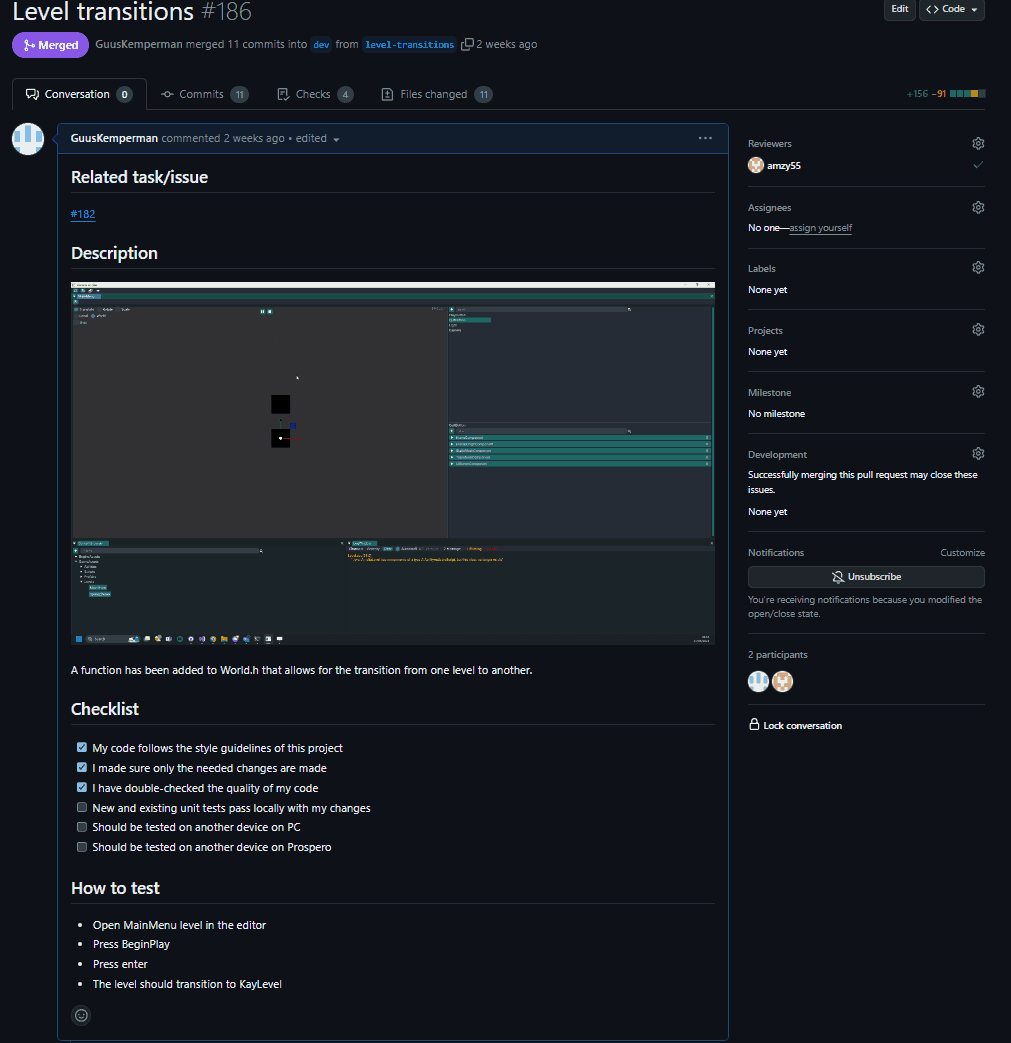 Level transitions #186
Edit
Code
Merged
GuusKemperman merged 11 commits into dev from level-transitions 2 weeks ago
Conversation 0
Commits 11
Checks 4
Files changed 11
+156 −91
GuusKemperman commented 2 weeks ago • edited
Related task/issue
#182
Description
A function has been added to World.h that allows for the transition from one level to another.
Checklist
My code follows the style guidelines of this project
I made sure only the needed changes are made
I have double-checked the quality of my code
New and existing unit tests pass locally with my changes
Should be tested on another device on PC
Should be tested on another device on Prospero
How to test
Open MainMenu level in the editor
Press BeginPlay
Press enter
The level should transition to KayLevel
Reviewers
amzy55
Assignees
No one—assign yourself
Labels
None yet
Projects
None yet
Milestone
No milestone
Development
Successfully merging this pull request may close these
issues.
None yet
Notifications
Customize
Unsubscribe
You're receiving notifications because you modified the
open/close state.
2 participants
Lock conversation